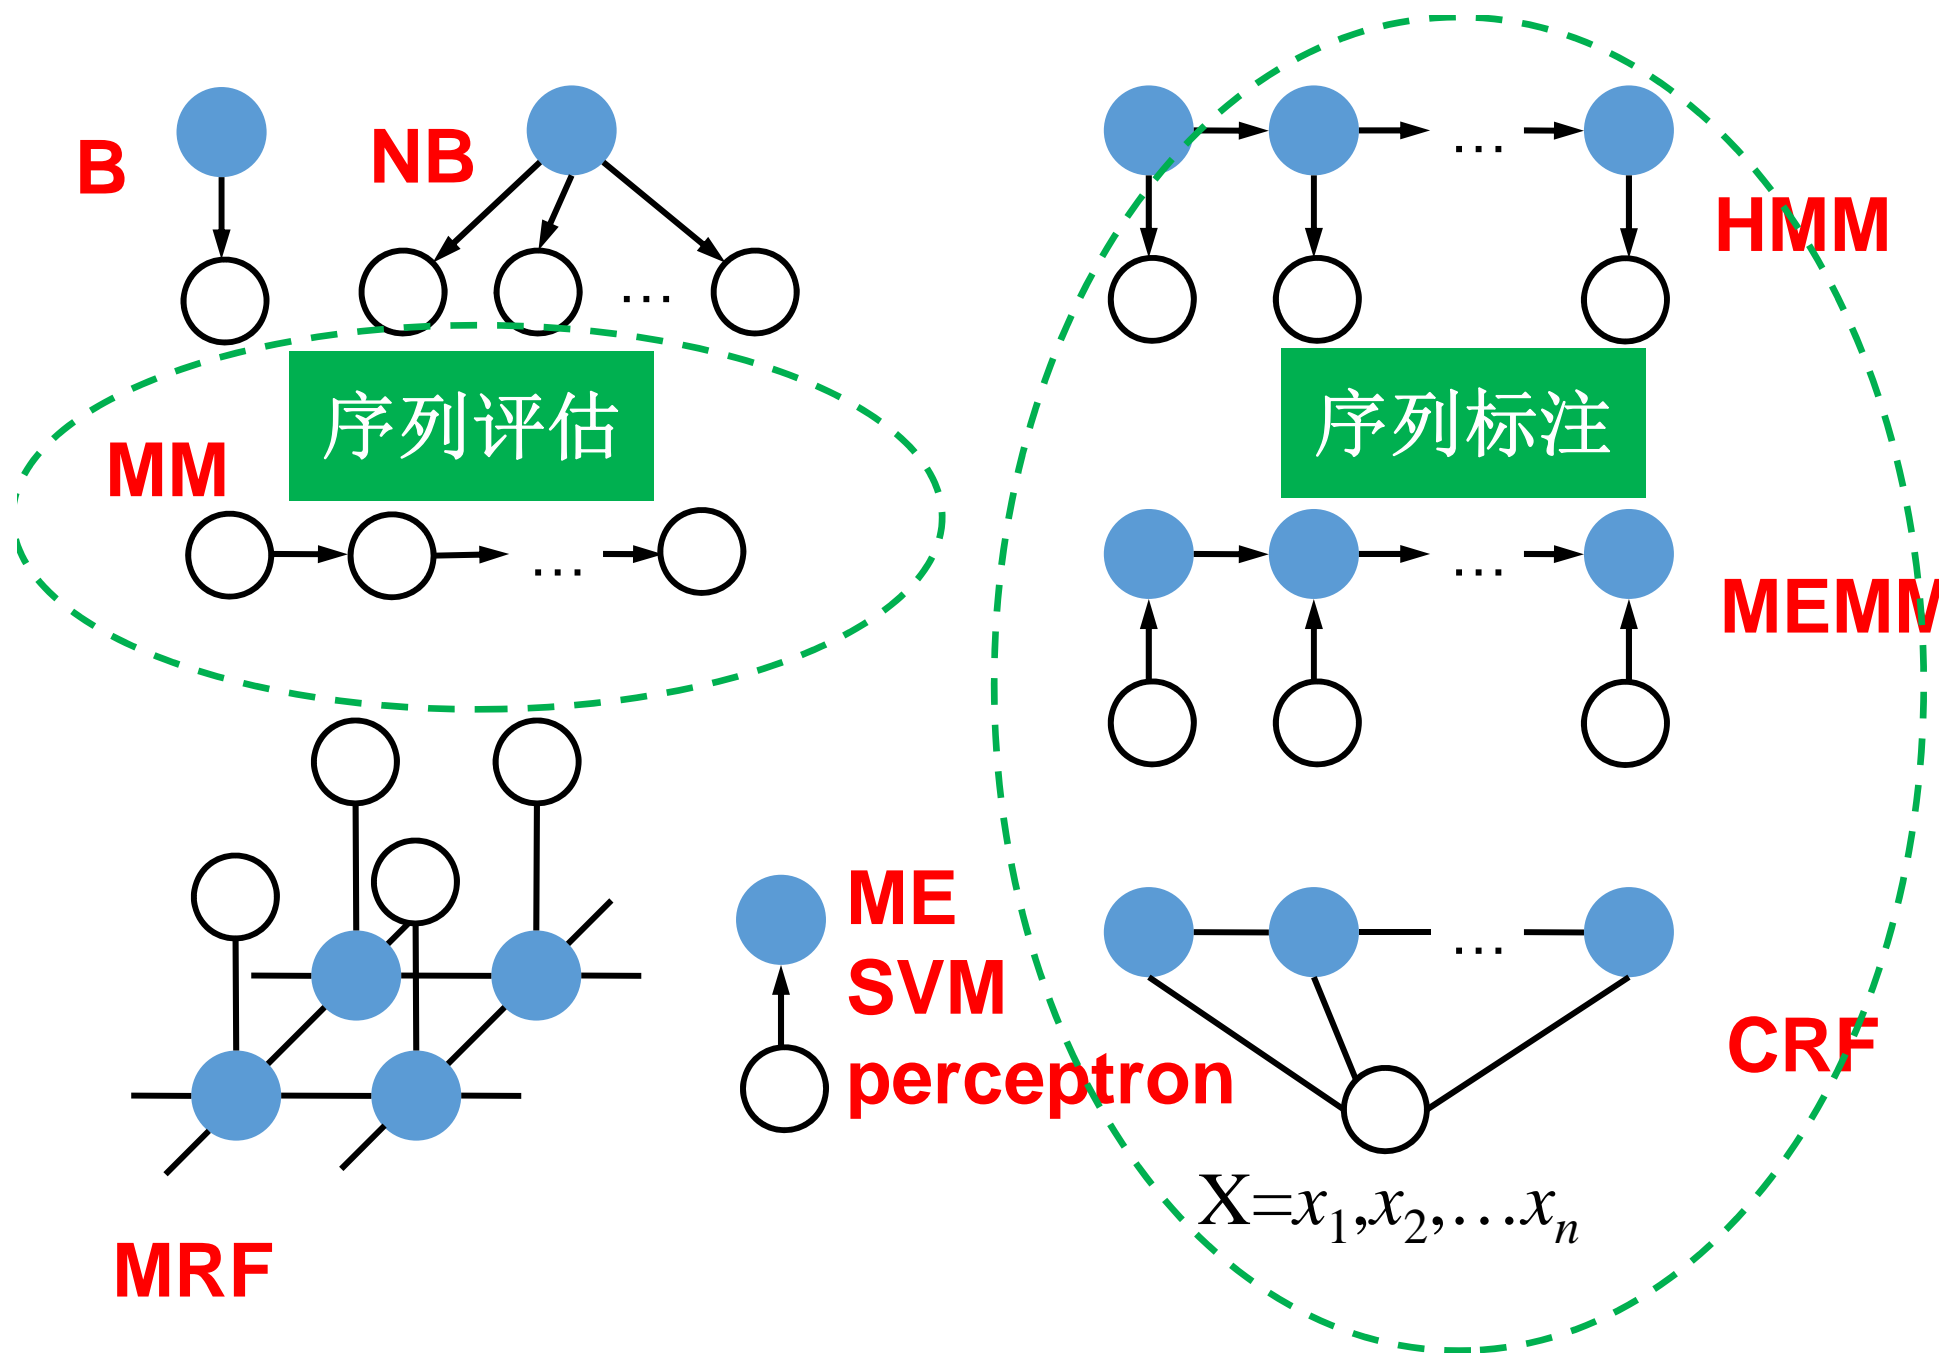 B
NB
…
序列评估
MM
…
MRF
ME
SVM
perceptron
…
HMM
序列标注
…
MEMM
…
CRF
X=x₁,x₂,…xₙ